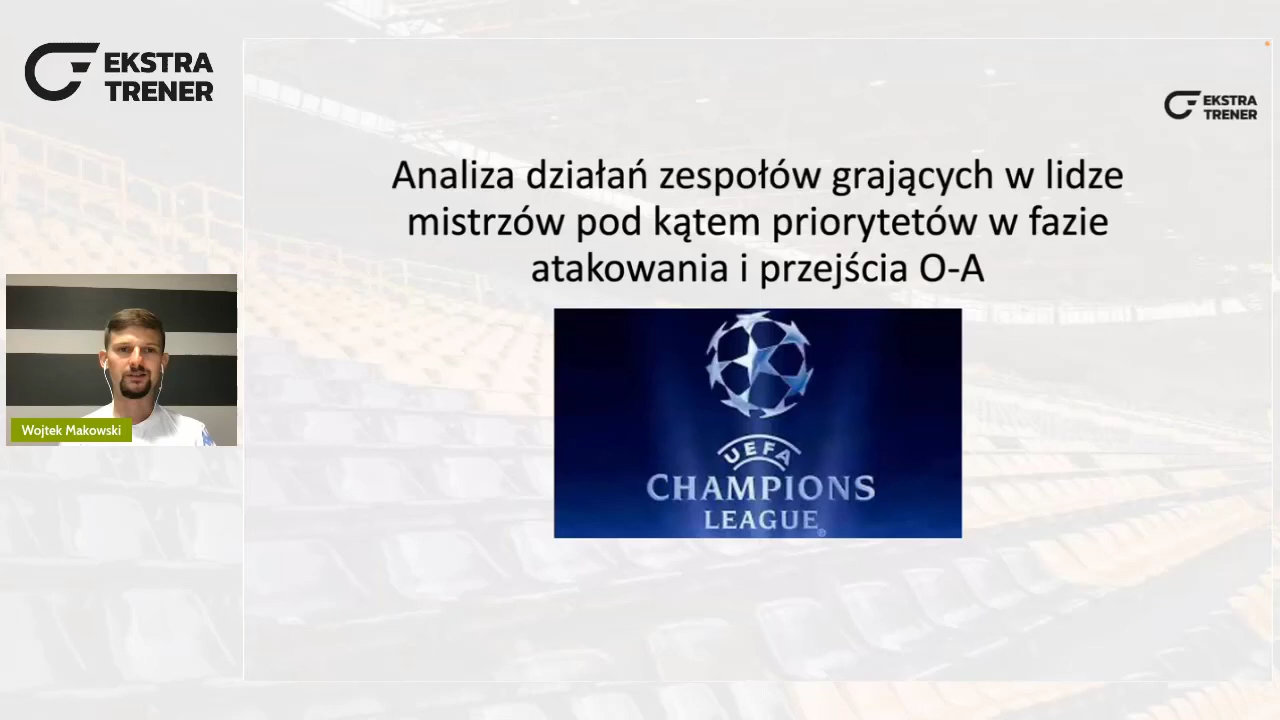 EKSTRA
TRENER
EKSTRA
TRENER
Analiza działań zespołów grających w lidze
mistrzów pod kątem priorytetów w fazie
atakowania i przejścia O-A
UEFA
CHAMPIONS
LEAGUE®
Wojtek Makowski